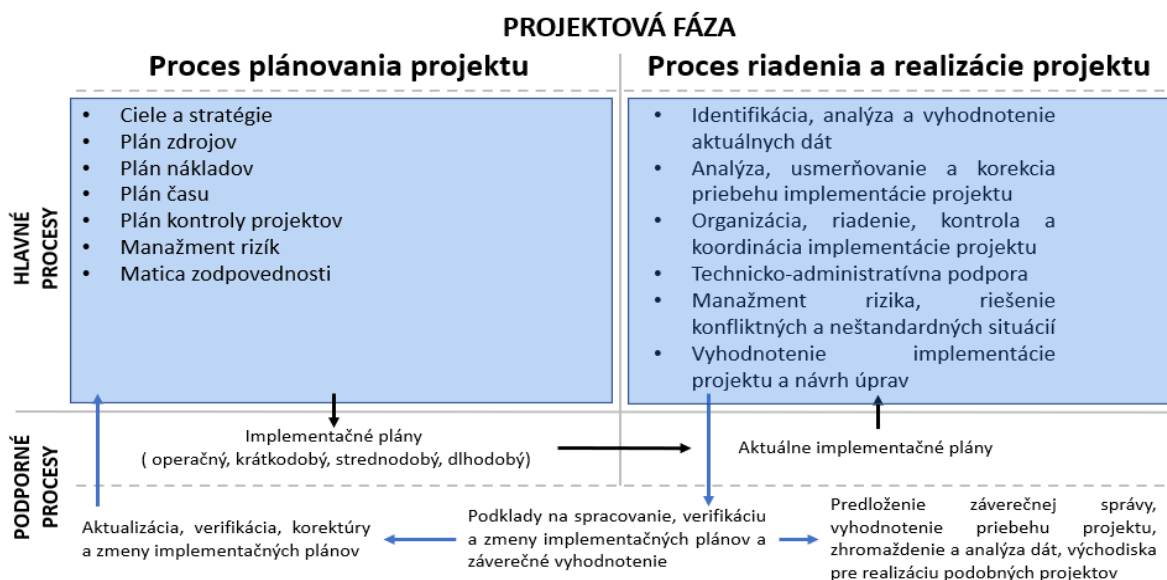 PROJEKTOVÁ FÁZA
Proces plánovania projektu
Proces riadenia a realizácie projektu
HLAVNÉ
PROCESY
• Ciele a stratégie
• Plán zdrojov
• Plán nákladov
• Plán času
• Plán kontroly projektov
• Manažment rizík
• Matica zodpovednosti
• Identifikácia, analýza a vyhodnotenie
aktuálnych dát
• Analýza, usmerňovanie a korekcia
priebehu implementácie projektu
• Organizácia, riadenie, kontrola a
koordinácia implementácie projektu
• Technicko-administratívna podpora
• Manažment rizika, riešenie
konfliktných a neštandardných situácií
• Vyhodnotenie implementácie
projektu a návrh úprav
PODPORNÉ
PROCESY
Implementačné plány
( operačný, krátkodobý, strednodobý, dlhodobý)
Aktuálne implementačné plány
Aktualizácia, verifikácia, korektúry
a zmeny implementačných plánov
Podklady na spracovanie, verifikáciu
a zmeny implementačných plánov a
záverečné vyhodnotenie
Predloženie záverečnej správy,
vyhodnotenie priebehu projektu,
zhromaždenie a analýza dát, východiska
pre realizáciu podobných projektov